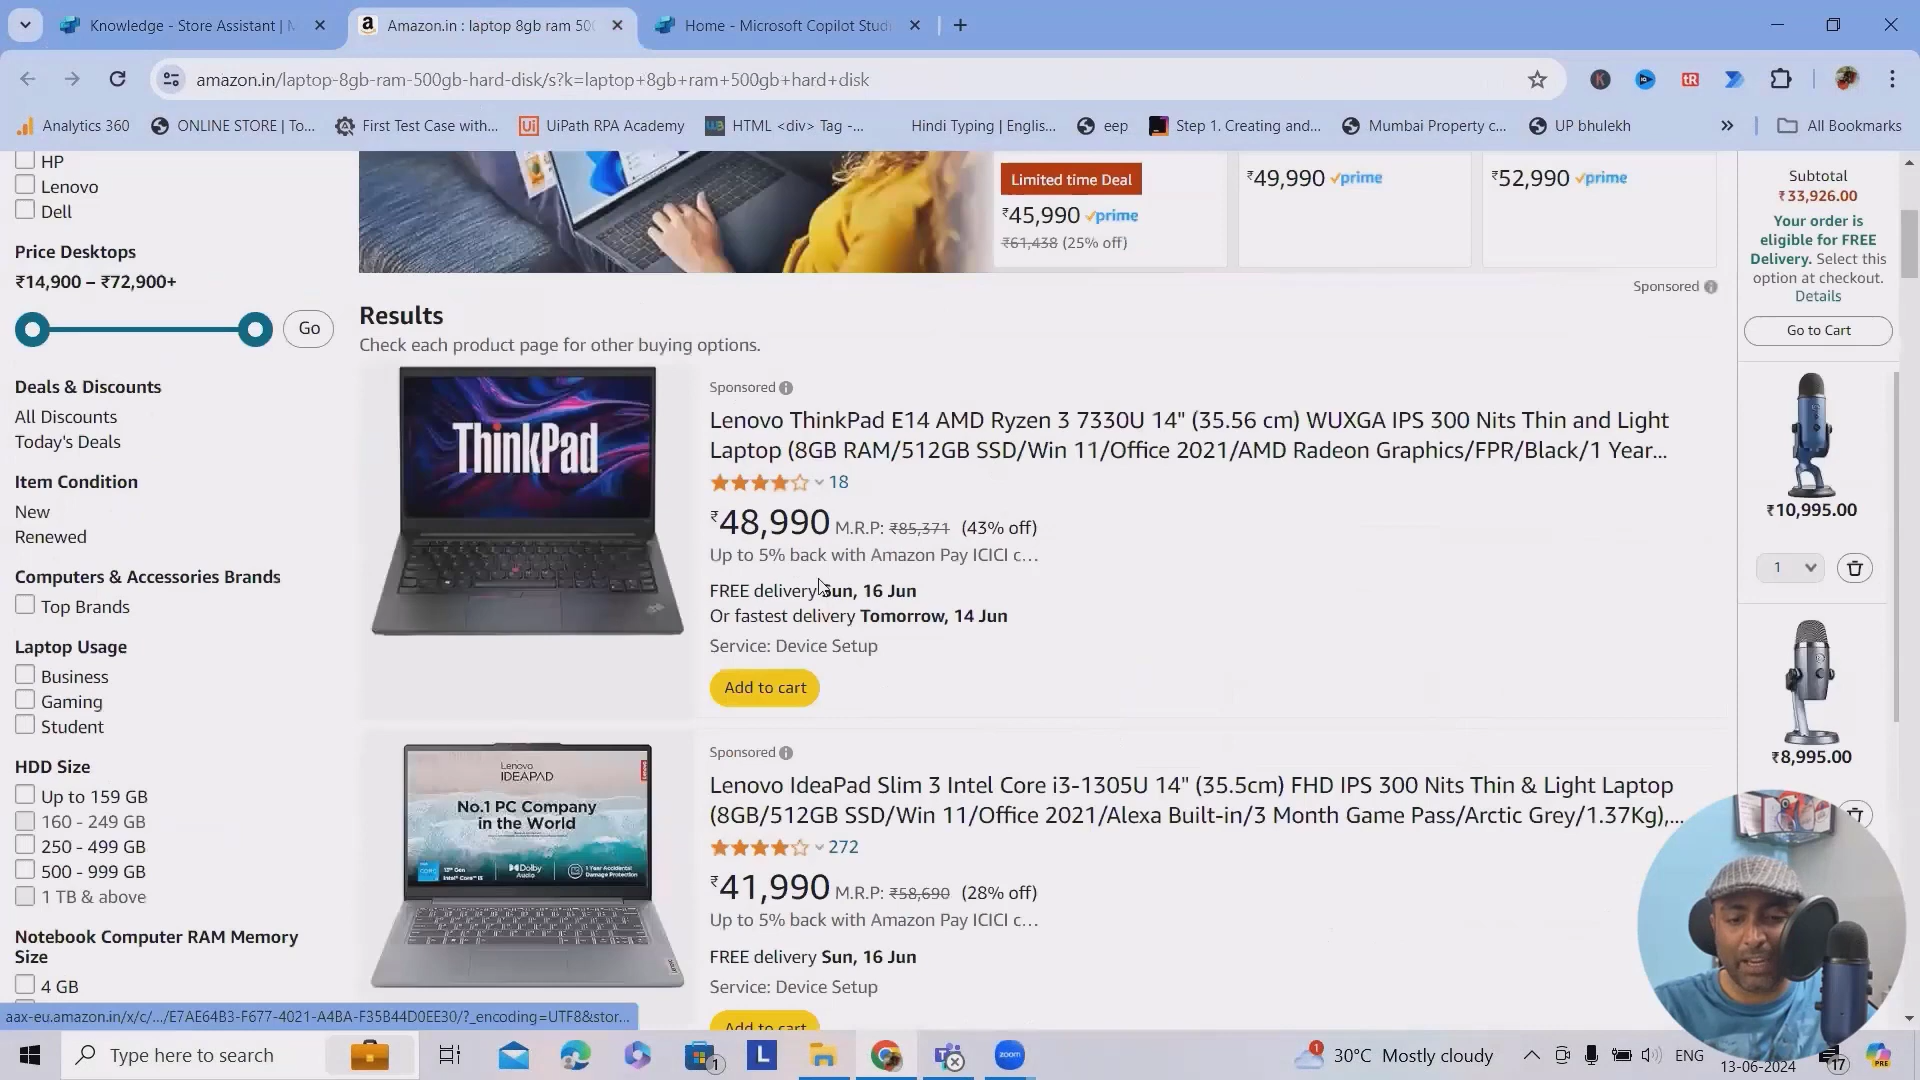 Knowledge - Store Assistant | M
Amazon.in : laptop 8gb ram 500
Home - Microsoft Copilot Studi
amazon.in/laptop-8gb-ram-500gb-hard-disk/s?k=laptop+8gb+ram+500gb+hard+disk
Analytics 360
ONLINE STORE | To...
First Test Case with...
UiPath RPA Academy
HTML <div> Tag -...
Hindi Typing | Englis...
eep
Step 1. Creating and...
Mumbai Property c...
UP bhulekh
All Bookmarks
HP
Lenovo
Dell
Price Desktops
₹14,900 – ₹72,900+
Go
Deals & Discounts
All Discounts
Today's Deals
Item Condition
New
Renewed
Computers & Accessories Brands
Top Brands
Laptop Usage
Business
Gaming
Student
HDD Size
Up to 159 GB
160 - 249 GB
250 - 499 GB
500 - 999 GB
1 TB & above
Notebook Computer RAM Memory
Size
4 GB
Limited time Deal
₹45,990 prime
₹61,438 (25% off)
₹49,990 prime
₹52,990 prime
Sponsored
Results
Check each product page for other buying options.
ThinkPad
Sponsored
Lenovo ThinkPad E14 AMD Ryzen 3 7330U 14" (35.56 cm) WUXGA IPS 300 Nits Thin and Light
Laptop (8GB RAM/512GB SSD/Win 11/Office 2021/AMD Radeon Graphics/FPR/Black/1 Year...
18
₹48,990 M.R.P: ₹85,371 (43% off)
Up to 5% back with Amazon Pay ICICI c...
FREE delivery Sun, 16 Jun
Or fastest delivery Tomorrow, 14 Jun
Service: Device Setup
Add to cart
Lenovo
IDEAPAD
No.1 PC Company
in the World
Sponsored
Lenovo IdeaPad Slim 3 Intel Core i3-1305U 14" (35.5cm) FHD IPS 300 Nits Thin & Light Laptop
(8GB/512GB SSD/Win 11/Office 2021/Alexa Built-in/3 Month Game Pass/Arctic Grey/1.37Kg),...
272
₹41,990 M.R.P: ₹58,690 (28% off)
Up to 5% back with Amazon Pay ICICI c...
FREE delivery Sun, 16 Jun
Service: Device Setup
Add to cart
Subtotal
₹33,926.00
Your order is
eligible for FREE
Delivery. Select this
option at checkout.
Details
Go to Cart
₹10,995.00
1
₹8,995.00
aax-eu.amazon.in/x/c/.../E7AE64B3-F677-4021-A4BA-F35B44D0EE30/?_encoding=UTF8&stor...
Type here to search
1
L
zoom
1
30°C Mostly cloudy
ENG
13-06-2024
17
PRE